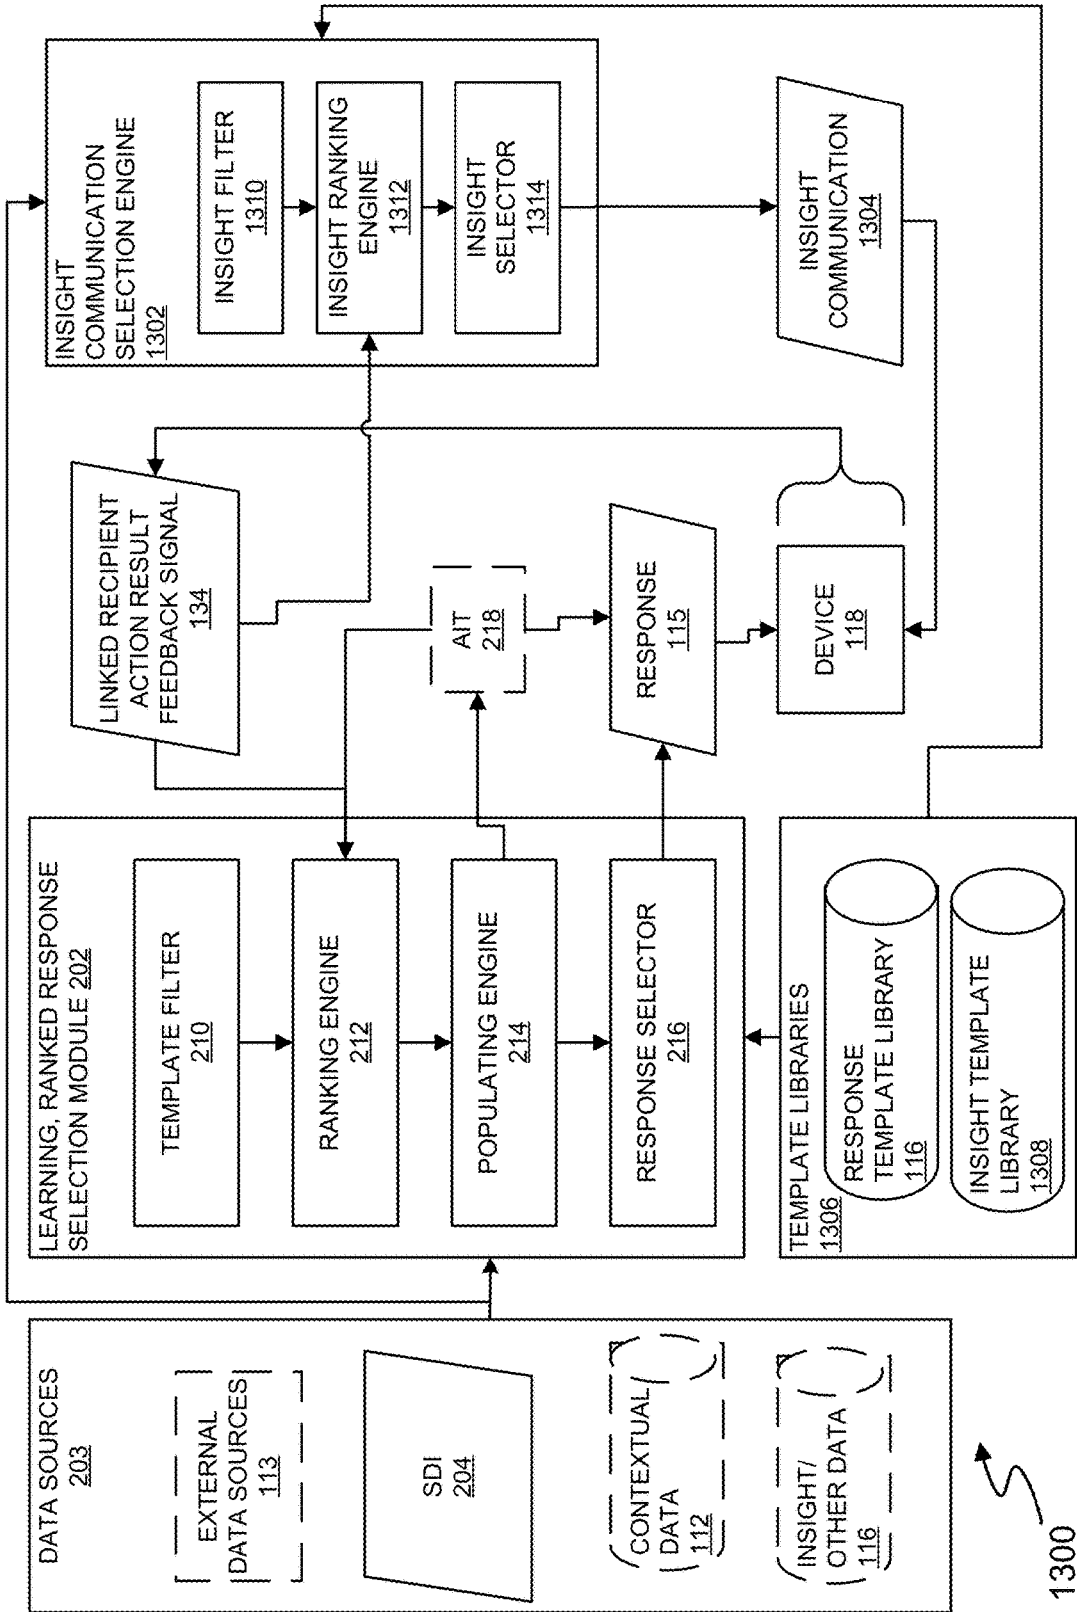 DATA SOURCES
203
EXTERNAL
DATA SOURCES
113
SDI
204
CONTEXTUAL
DATA
112
INSIGHT/
OTHER DATA
116
LEARNING, RANKED RESPONSE
SELECTION MODULE 202
TEMPLATE FILTER
210
RANKING ENGINE
212
POPULATING ENGINE
214
RESPONSE SELECTOR
216
TEMPLATE LIBRARIES
1306
RESPONSE
TEMPLATE LIBRARY
116
INSIGHT TEMPLATE
LIBRARY
1308
LINKED RECIPIENT
ACTION RESULT
FEEDBACK SIGNAL
134
AIT
218
RESPONSE
115
DEVICE
118
INSIGHT
COMMUNICATION
SELECTION ENGINE
1302
INSIGHT FILTER
1310
INSIGHT RANKING
ENGINE
1312
INSIGHT
SELECTOR
1314
INSIGHT
COMMUNICATION
1304
1300